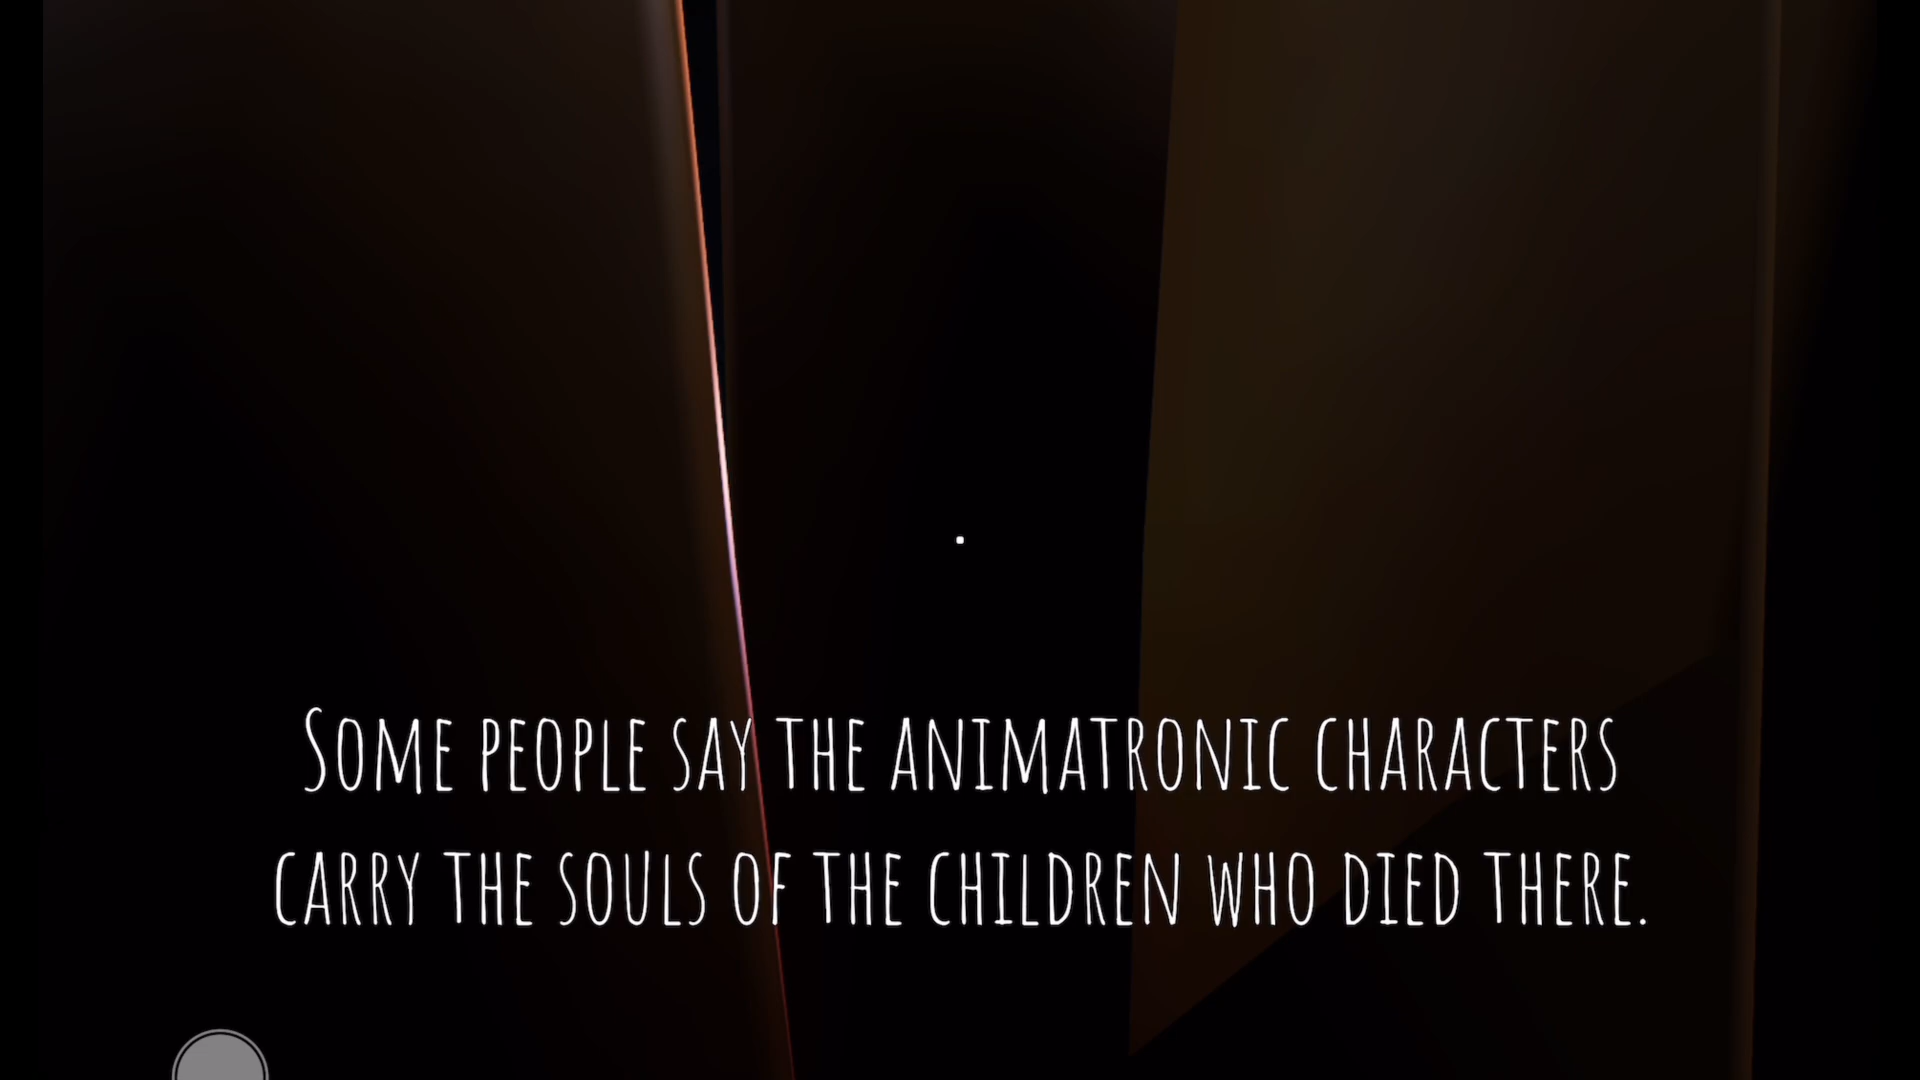 Some people say the animatronic characters
carry the souls of the children who died there.